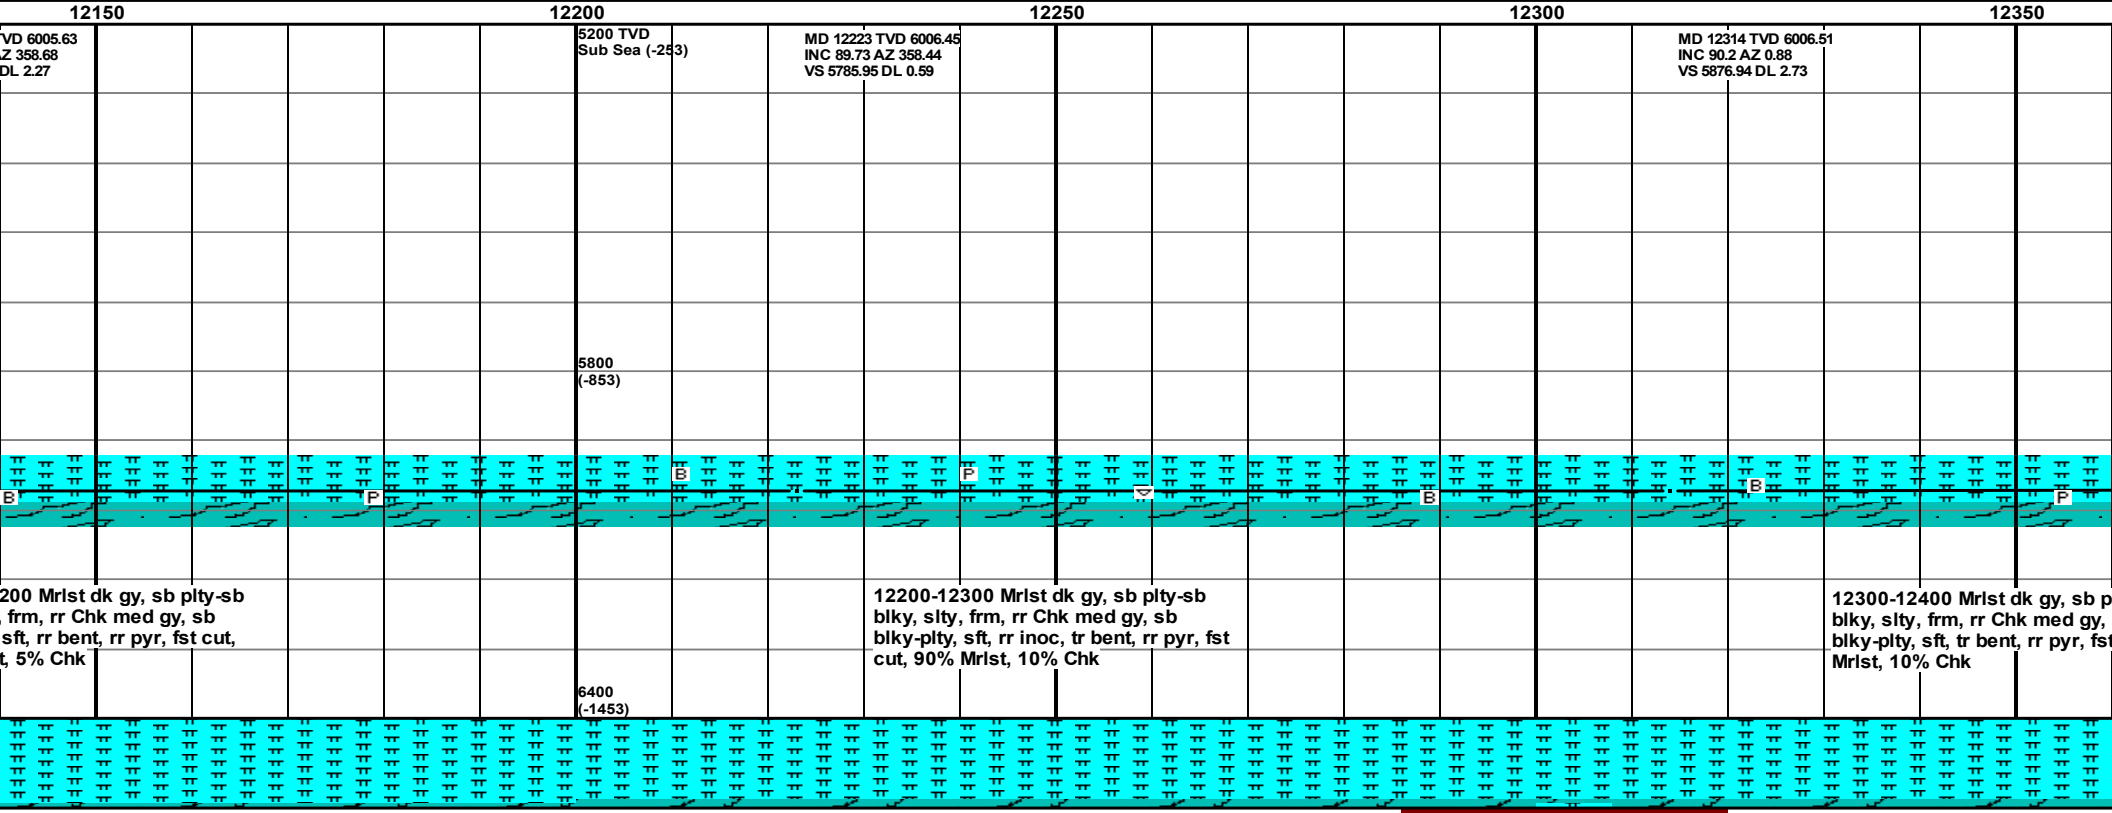 12150 12200 12250 12300 12350
TVD 6005.63
AZ 358.68
DL 2.27
5200 TVD
Sub Sea (-253)
MD 12223 TVD 6006.45
INC 89.73 AZ 358.44
VS 5785.95 DL 0.59
MD 12314 TVD 6006.51
INC 90.2 AZ 0.88
VS 5876.94 DL 2.73
5800
(-853)
B P B P B B P
200 Mrlst dk gy, sb plty-sb
, frm, rr Chk med gy, sb
sft, rr bent, rr pyr, fst cut,
t, 5% Chk
12200-12300 Mrlst dk gy, sb plty-sb
blky, slty, frm, rr Chk med gy, sb
blky-plty, sft, rr inoc, tr bent, rr pyr, fst
cut, 90% Mrlst, 10% Chk
12300-12400 Mrlst dk gy, sb p
blky, slty, frm, rr Chk med gy,
blky-plty, sft, tr bent, rr pyr, fst
Mrlst, 10% Chk
6400
(-1453)